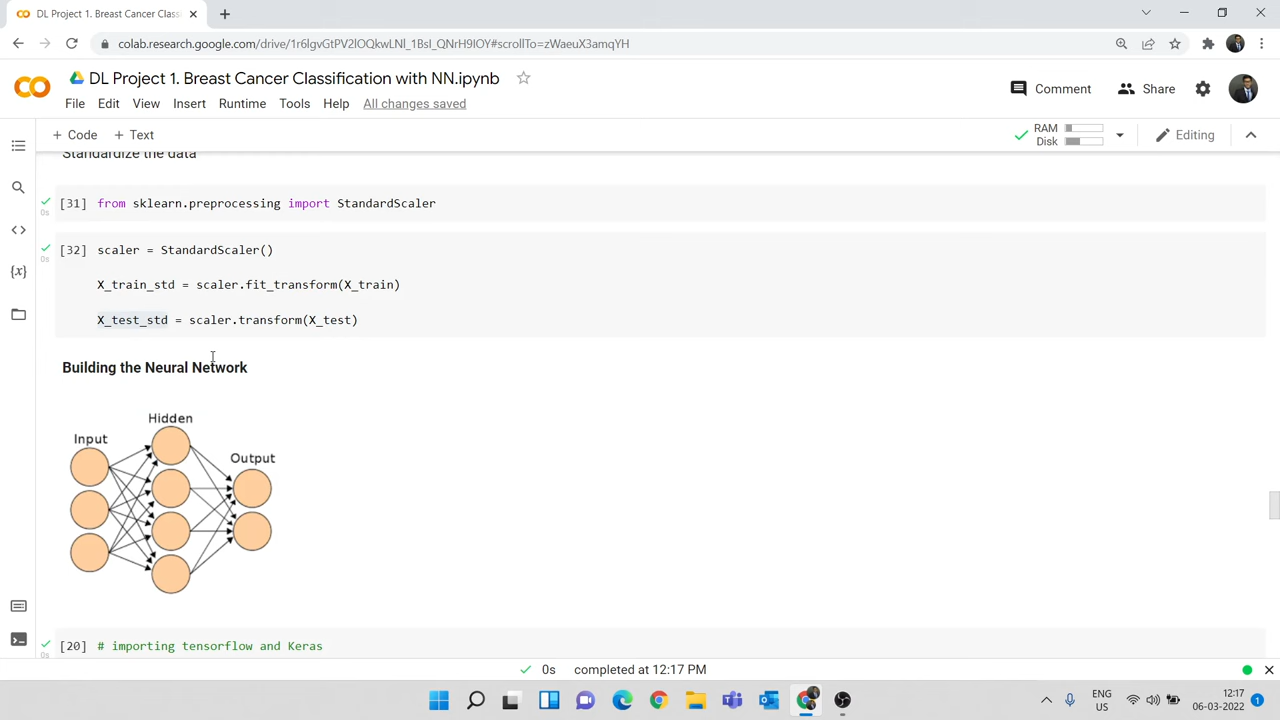 DL Project 1. Breast Cancer Class
colab.research.google.com/drive/1r6lgvGtPV2lOQkwLNl_1BsI_QNrH9IOY#scrollTo=zWaeuX3amqYH
DL Project 1. Breast Cancer Classification with NN.ipynb
File Edit View Insert Runtime Tools Help All changes saved
Comment Share
+ Code + Text
RAM
Disk
Editing
Standardize the data
[31] from sklearn.preprocessing import StandardScaler
0s
[32] scaler = StandardScaler()
0s
X_train_std = scaler.fit_transform(X_train)
X_test_std = scaler.transform(X_test)
Building the Neural Network
Hidden
Input
Output
[20] # importing tensorflow and Keras
0s
0s completed at 12:17 PM
ENG
US
12:17
06-03-2022
1